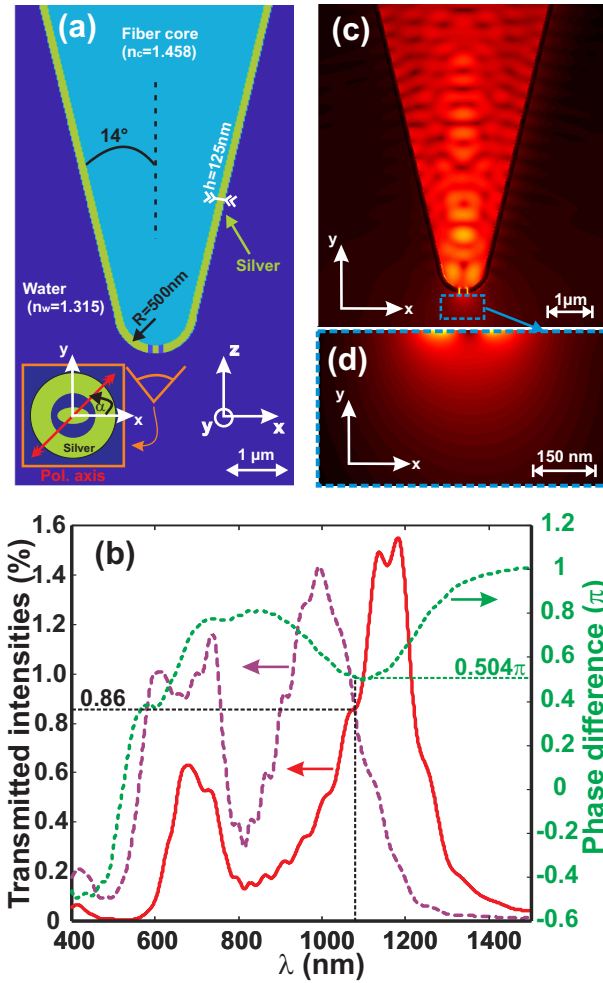 (a)
Fiber core
(nc=1.458)
14°
h=125nm
Silver
Water
(nw=1.315)
R=500nm
y
x
α
Silver
Pol. axis
z
y
x
1 µm
(c)
y
x
1µm
(d)
y
x
150 nm
(b)
Transmitted intensities (%)
1.6
1.4
1.2
1.0
0.8
0.6
0.4
0.2
0
0.86
0.504π
Phase difference (π)
1.2
1
0.8
0.6
0.4
0.2
0
-0.2
-0.4
-0.6
400
600
800
1000
1200
1400
λ (nm)